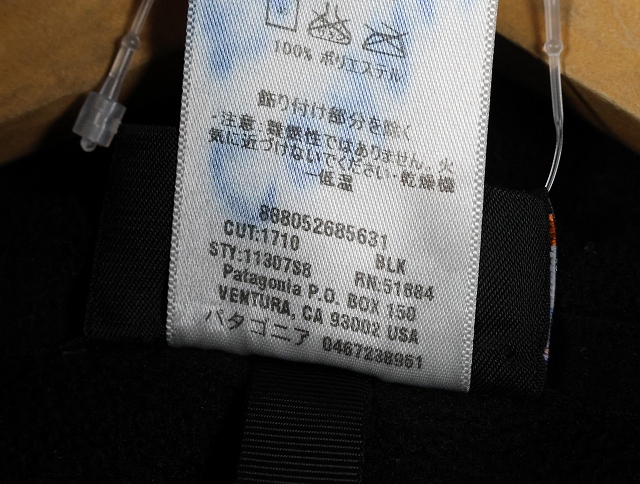 100% ポリエステル
飾り付け部分を除く
・注意・難燃性ではありません。火
気に近づけないでください・乾燥機
－低温
888052685631
CUT:1710 BLK
STY:11307S8 RN:51884
Patagonia P.O. BOX 150
VENTURA, CA 93002 USA
パタゴニア 0467238961